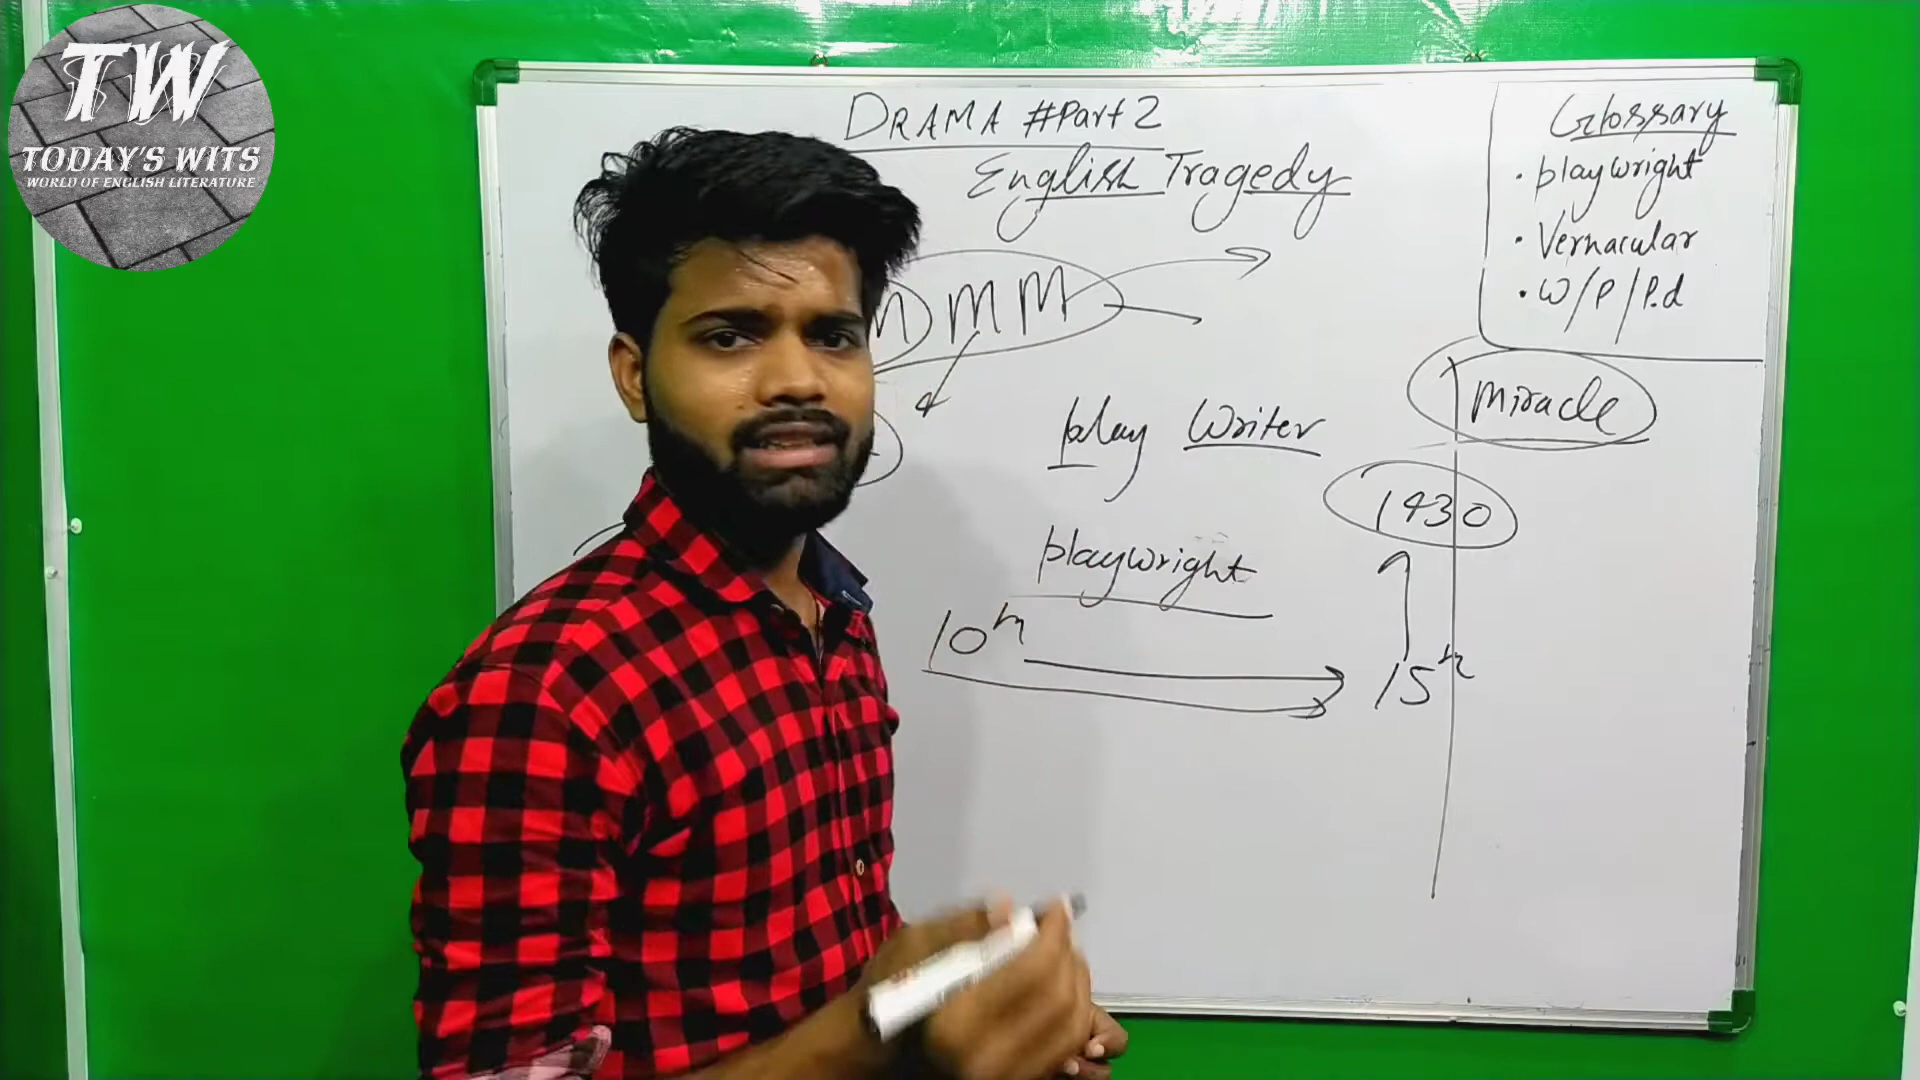 TW
TODAY'S WITS
WORLD OF ENGLISH LITERATURE
DRAMA #Part 2
English Tragedy
M M M
play Writer
playwright
10th
15th
1430
Glossary
• playwright
• Vernacular
• W/P/P.d
Miracle